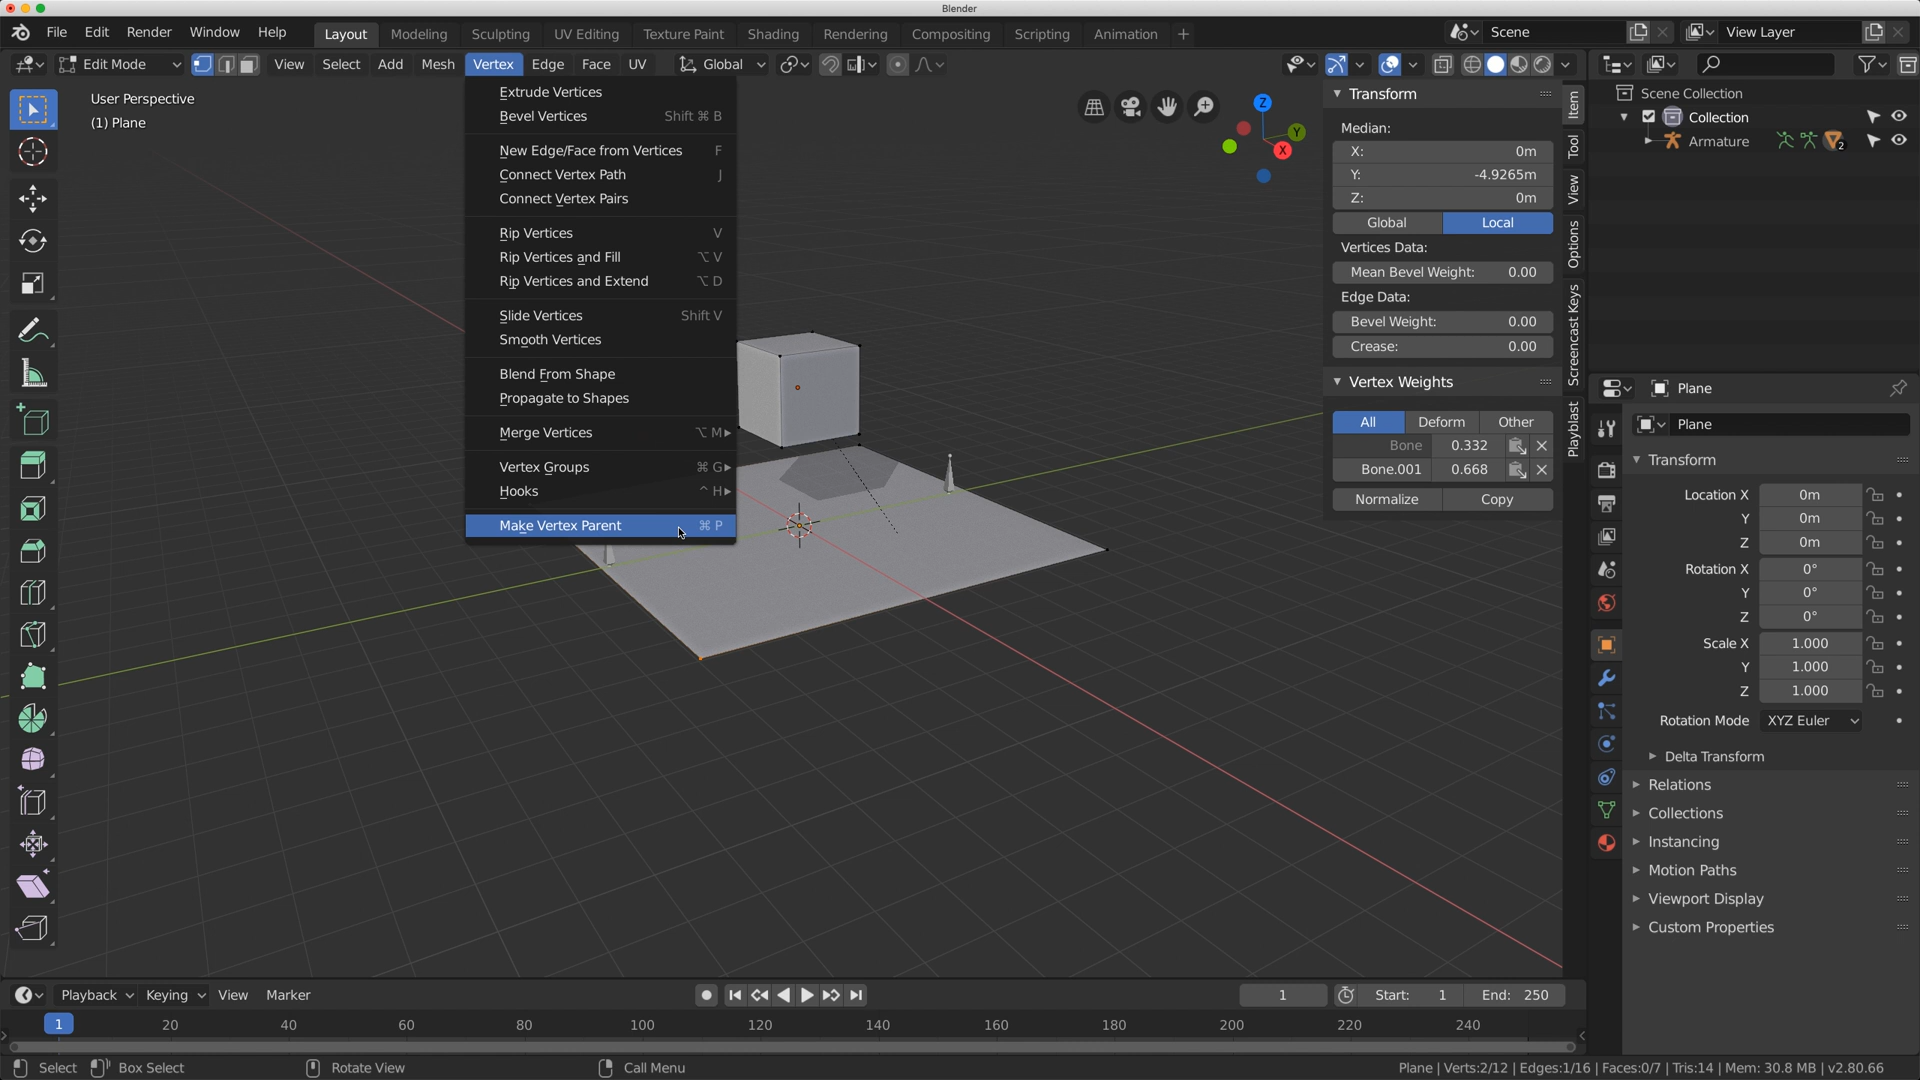 Blender
File Edit Render Window Help Layout Modeling Sculpting UV Editing Texture Paint Shading Rendering Compositing Scripting Animation + Scene View Layer
Edit Mode View Select Add Mesh Vertex Edge Face UV Global
User Perspective
(1) Plane
Extrude Vertices
Bevel Vertices Shift ⌘ B
New Edge/Face from Vertices F
Connect Vertex Path J
Connect Vertex Pairs
Rip Vertices V
Rip Vertices and Fill ⌥ V
Rip Vertices and Extend ⌥ D
Slide Vertices Shift V
Smooth Vertices
Blend From Shape
Propagate to Shapes
Merge Vertices ⌥ M
Vertex Groups ⌘ G
Hooks ^ H
Make Vertex Parent ⌘ P
Z
Y
X
Transform
Median:
X: 0m
Y: -4.9265m
Z: 0m
Global Local
Vertices Data:
Mean Bevel Weight: 0.00
Edge Data:
Bevel Weight: 0.00
Crease: 0.00
Vertex Weights
All Deform Other
Bone 0.332
Bone.001 0.668
Normalize Copy
Item
Tool
View
Options
Screencast Keys
Playblast
Scene Collection
Collection
Armature 2
Plane
Plane
Transform
Location X 0m
Y 0m
Z 0m
Rotation X 0°
Y 0°
Z 0°
Scale X 1.000
Y 1.000
Z 1.000
Rotation Mode XYZ Euler
Delta Transform
Relations
Collections
Instancing
Motion Paths
Viewport Display
Custom Properties
Playback Keying View Marker 1 Start: 1 End: 250
1 20 40 60 80 100 120 140 160 180 200 220 240
Select Box Select Rotate View Call Menu Plane | Verts:2/12 | Edges:1/16 | Faces:0/7 | Tris:14 | Mem: 30.8 MB | v2.80.66